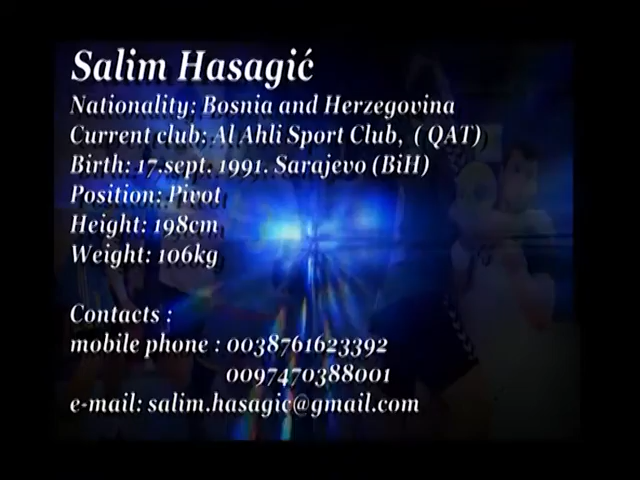 Salim Hasagić
Nationality: Bosnia and Herzegovina
Current club: Al Ahli Sport Club, ( QAT)
Birth: 17.sept. 1991. Sarajevo (BiH)
Position: Pivot
Height: 198cm
Weight: 106kg
Contacts :
mobile phone : 0038761623392
0097470388001
e-mail: salim.hasagic@gmail.com